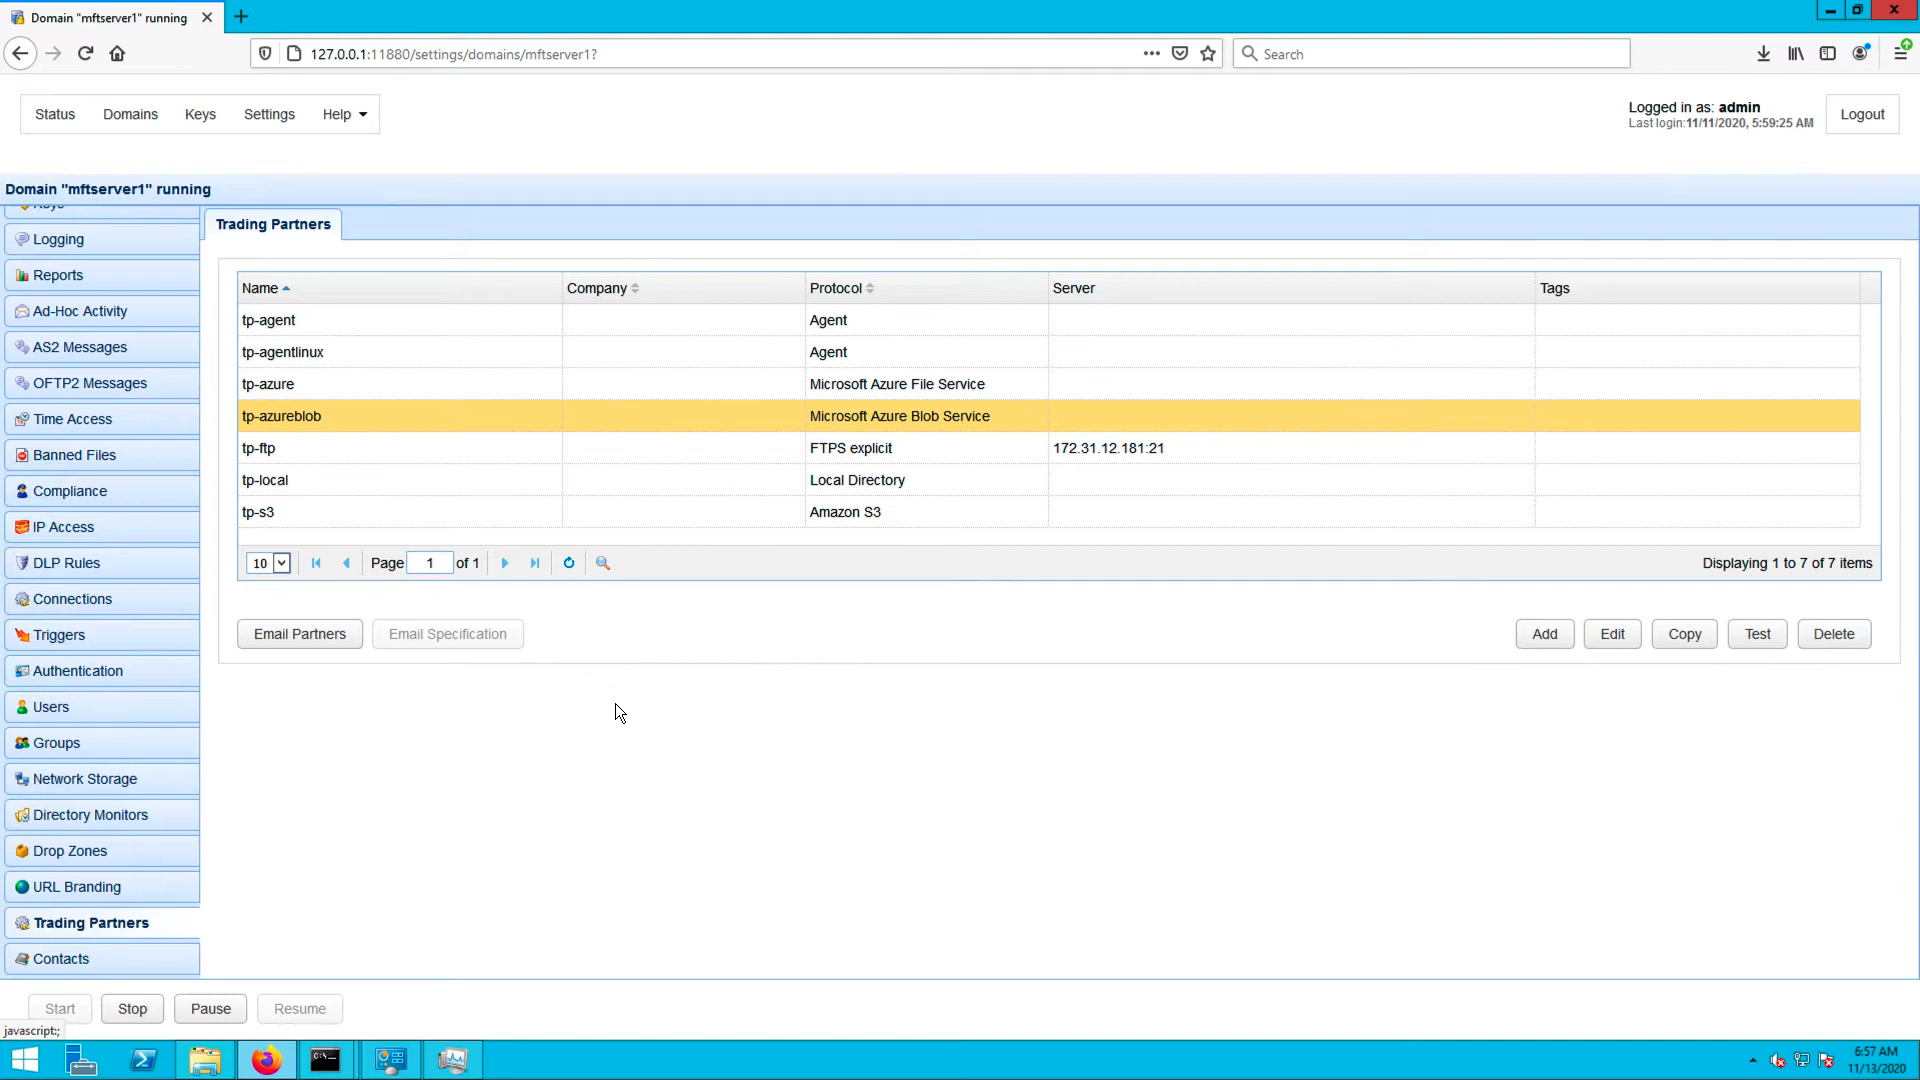 Domain "mftserver1" running
127.0.0.1:11880/settings/domains/mftserver1?
Search
Status
Domains
Keys
Settings
Help
Logged in as: admin
Last login:11/11/2020, 5:59:25 AM
Logout
Domain "mftserver1" running
Keys
Logging
Reports
Ad-Hoc Activity
AS2 Messages
OFTP2 Messages
Time Access
Banned Files
Compliance
IP Access
DLP Rules
Connections
Triggers
Authentication
Users
Groups
Network Storage
Directory Monitors
Drop Zones
URL Branding
Trading Partners
Contacts
Trading Partners
Name Company Protocol Server Tags
tp-agent Agent
tp-agentlinux Agent
tp-azure Microsoft Azure File Service
tp-azureblob Microsoft Azure Blob Service
tp-ftp FTPS explicit 172.31.12.181:21
tp-local Local Directory
tp-s3 Amazon S3
10 Page 1 of 1 Displaying 1 to 7 of 7 items
Email Partners Email Specification Add Edit Copy Test Delete
Start Stop Pause Resume
javascript:;
6:57 AM
11/13/2020